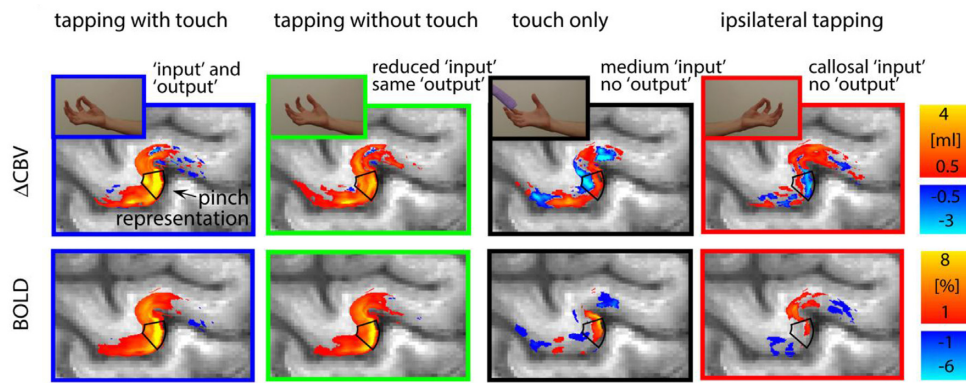 tapping with touch
tapping without touch
touch only
ipsilateral tapping
'input' and
'output'
reduced 'input'
same 'output'
medium 'input'
no 'output'
callosal 'input'
no 'output'
ΔCBV
pinch
representation
4
[ml]
0.5
-0.5
-3
BOLD
8
[%]
1
-1
-6